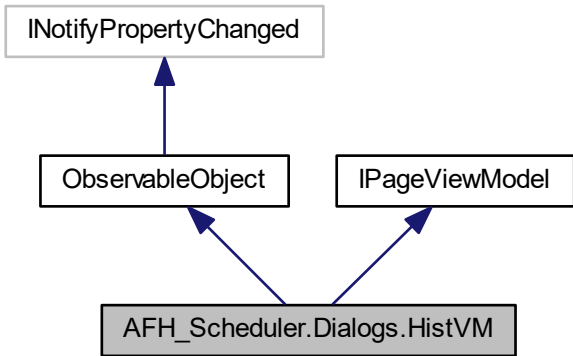 INotifyPropertyChanged
ObservableObject
IPageViewModel
AFH_Scheduler.Dialogs.HistVM